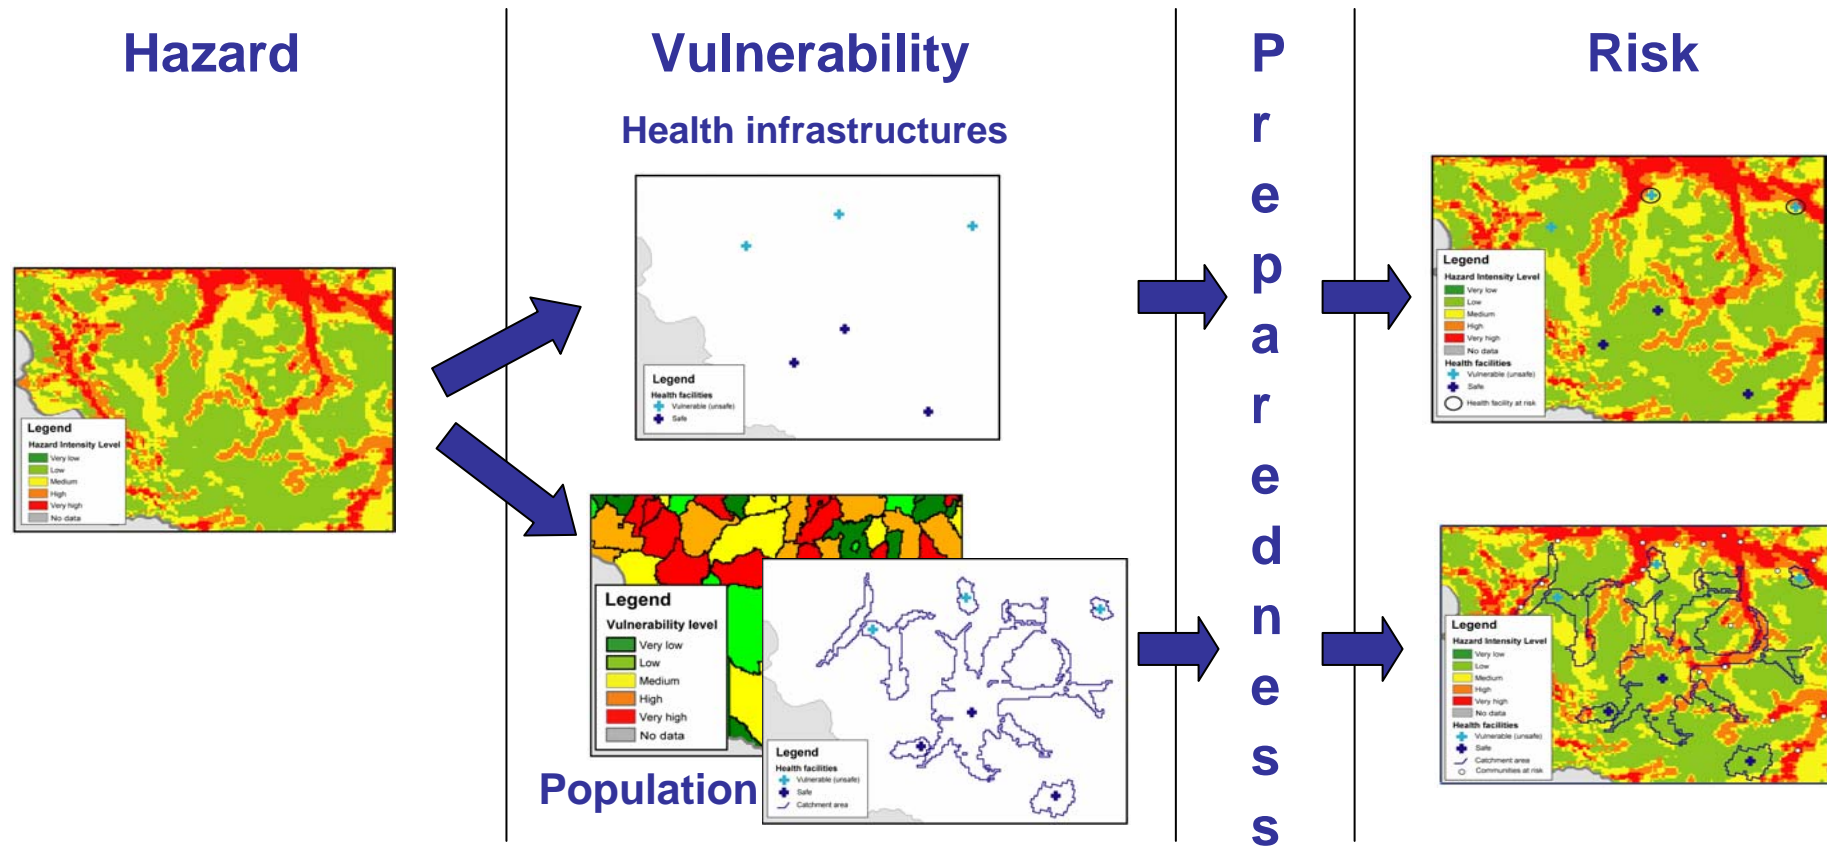 Hazard
Legend
Hazard Intensity Level
Very low
Low
Medium
High
Very high
No data
Vulnerability
Health infrastructures
Legend
Health facilities
Vulnerable (unsafe)
Safe
Legend
Vulnerability level
Very low
Low
Medium
High
Very high
No data
Population
Legend
Health facilities
Vulnerable (unsafe)
Safe
Catchment area
P
r
e
p
a
r
e
d
n
e
s
s
Risk
Legend
Hazard Intensity Level
Very low
Low
Medium
High
Very high
No data
Health facilities
Vulnerable (unsafe)
Safe
Health facility at risk
Legend
Hazard Intensity Level
Very low
Low
Medium
High
Very high
No data
Health facilities
Vulnerable (unsafe)
Safe
Catchment area
Communities at risk